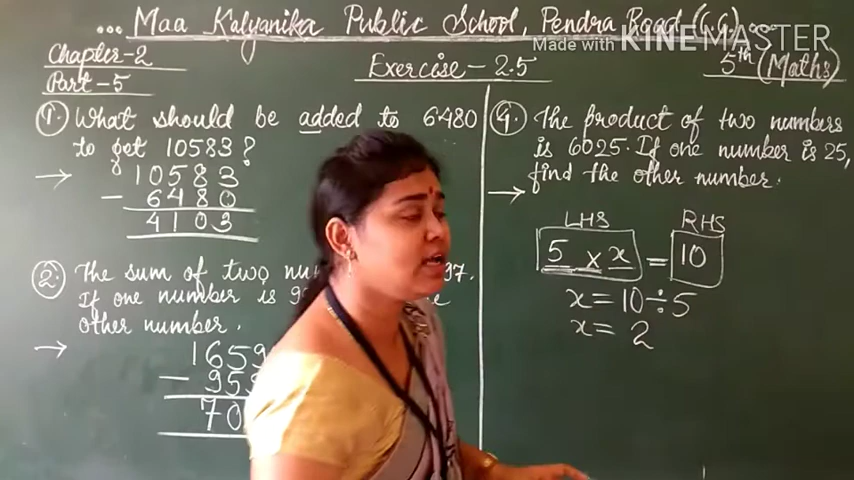 ... Maa Kalyanika Public School, Pendra Road (C.G.) ...
Made with KINEMASTER
Chapter-2
Part-5
Exercise-2.5
5th (Maths)
1. What should be added to 6480
to get 10583?
→ 10583
- 6480
4103
2. The sum of two
If one number is
other number.
→ 1659
- 95
70
The product of two numbers
is 6025. If one number is 25,
find the other number.
→
LHS RHS
5 × x = 10
x = 10 ÷ 5
x = 2